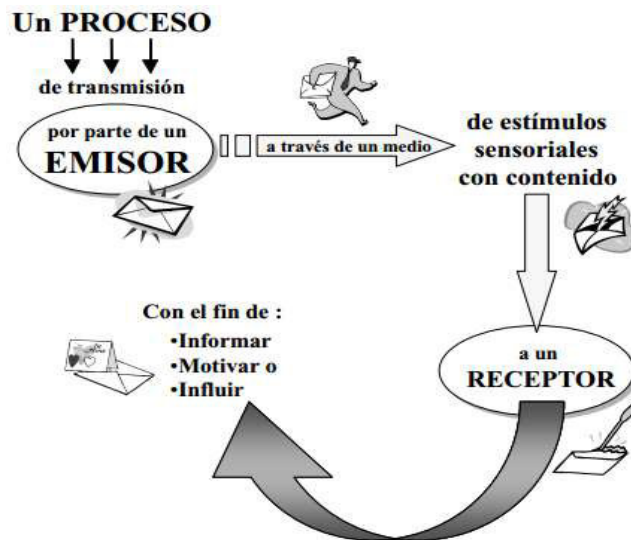 Un PROCESO
de transmisión
por parte de un
EMISOR
a través de un medio
de estímulos
sensoriales
con contenido
a un
RECEPTOR
Con el fin de :
•Informar
•Motivar o
•Influir